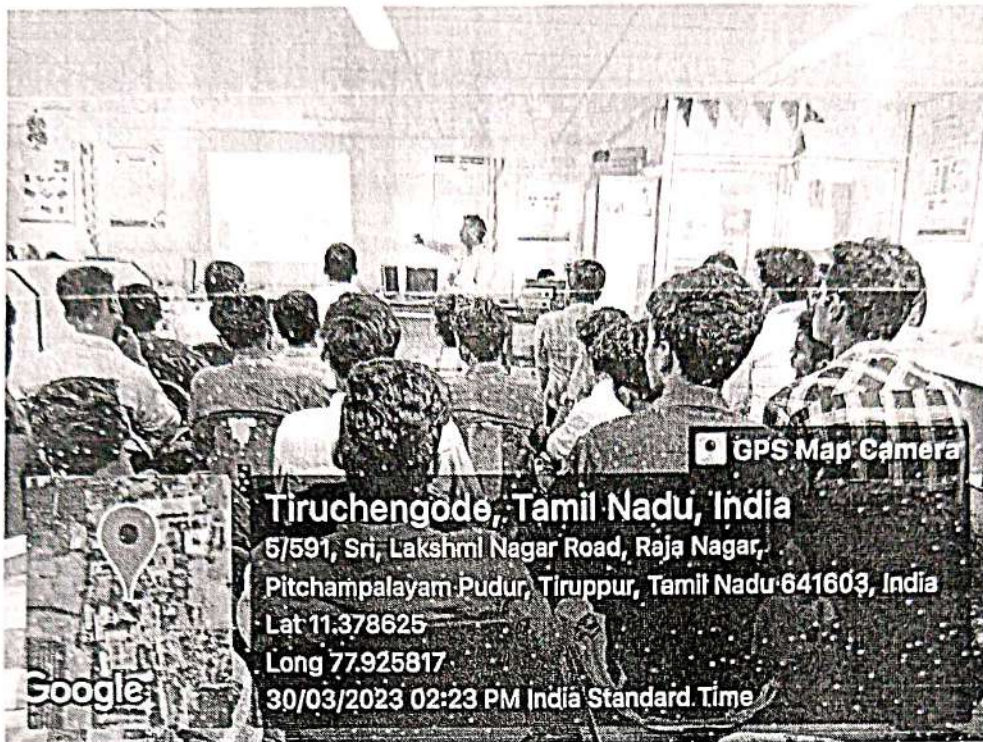 GPS Map Camera
Tiruchengode, Tamil Nadu, India
5/591, Sri, Lakshmi Nagar Road, Raja Nagar,
Pitchampalayam Pudur, Tiruppur, Tamil Nadu 641603, India
Lat 11.378625
Long 77.925817
30/03/2023 02:23 PM India Standard Time
Google